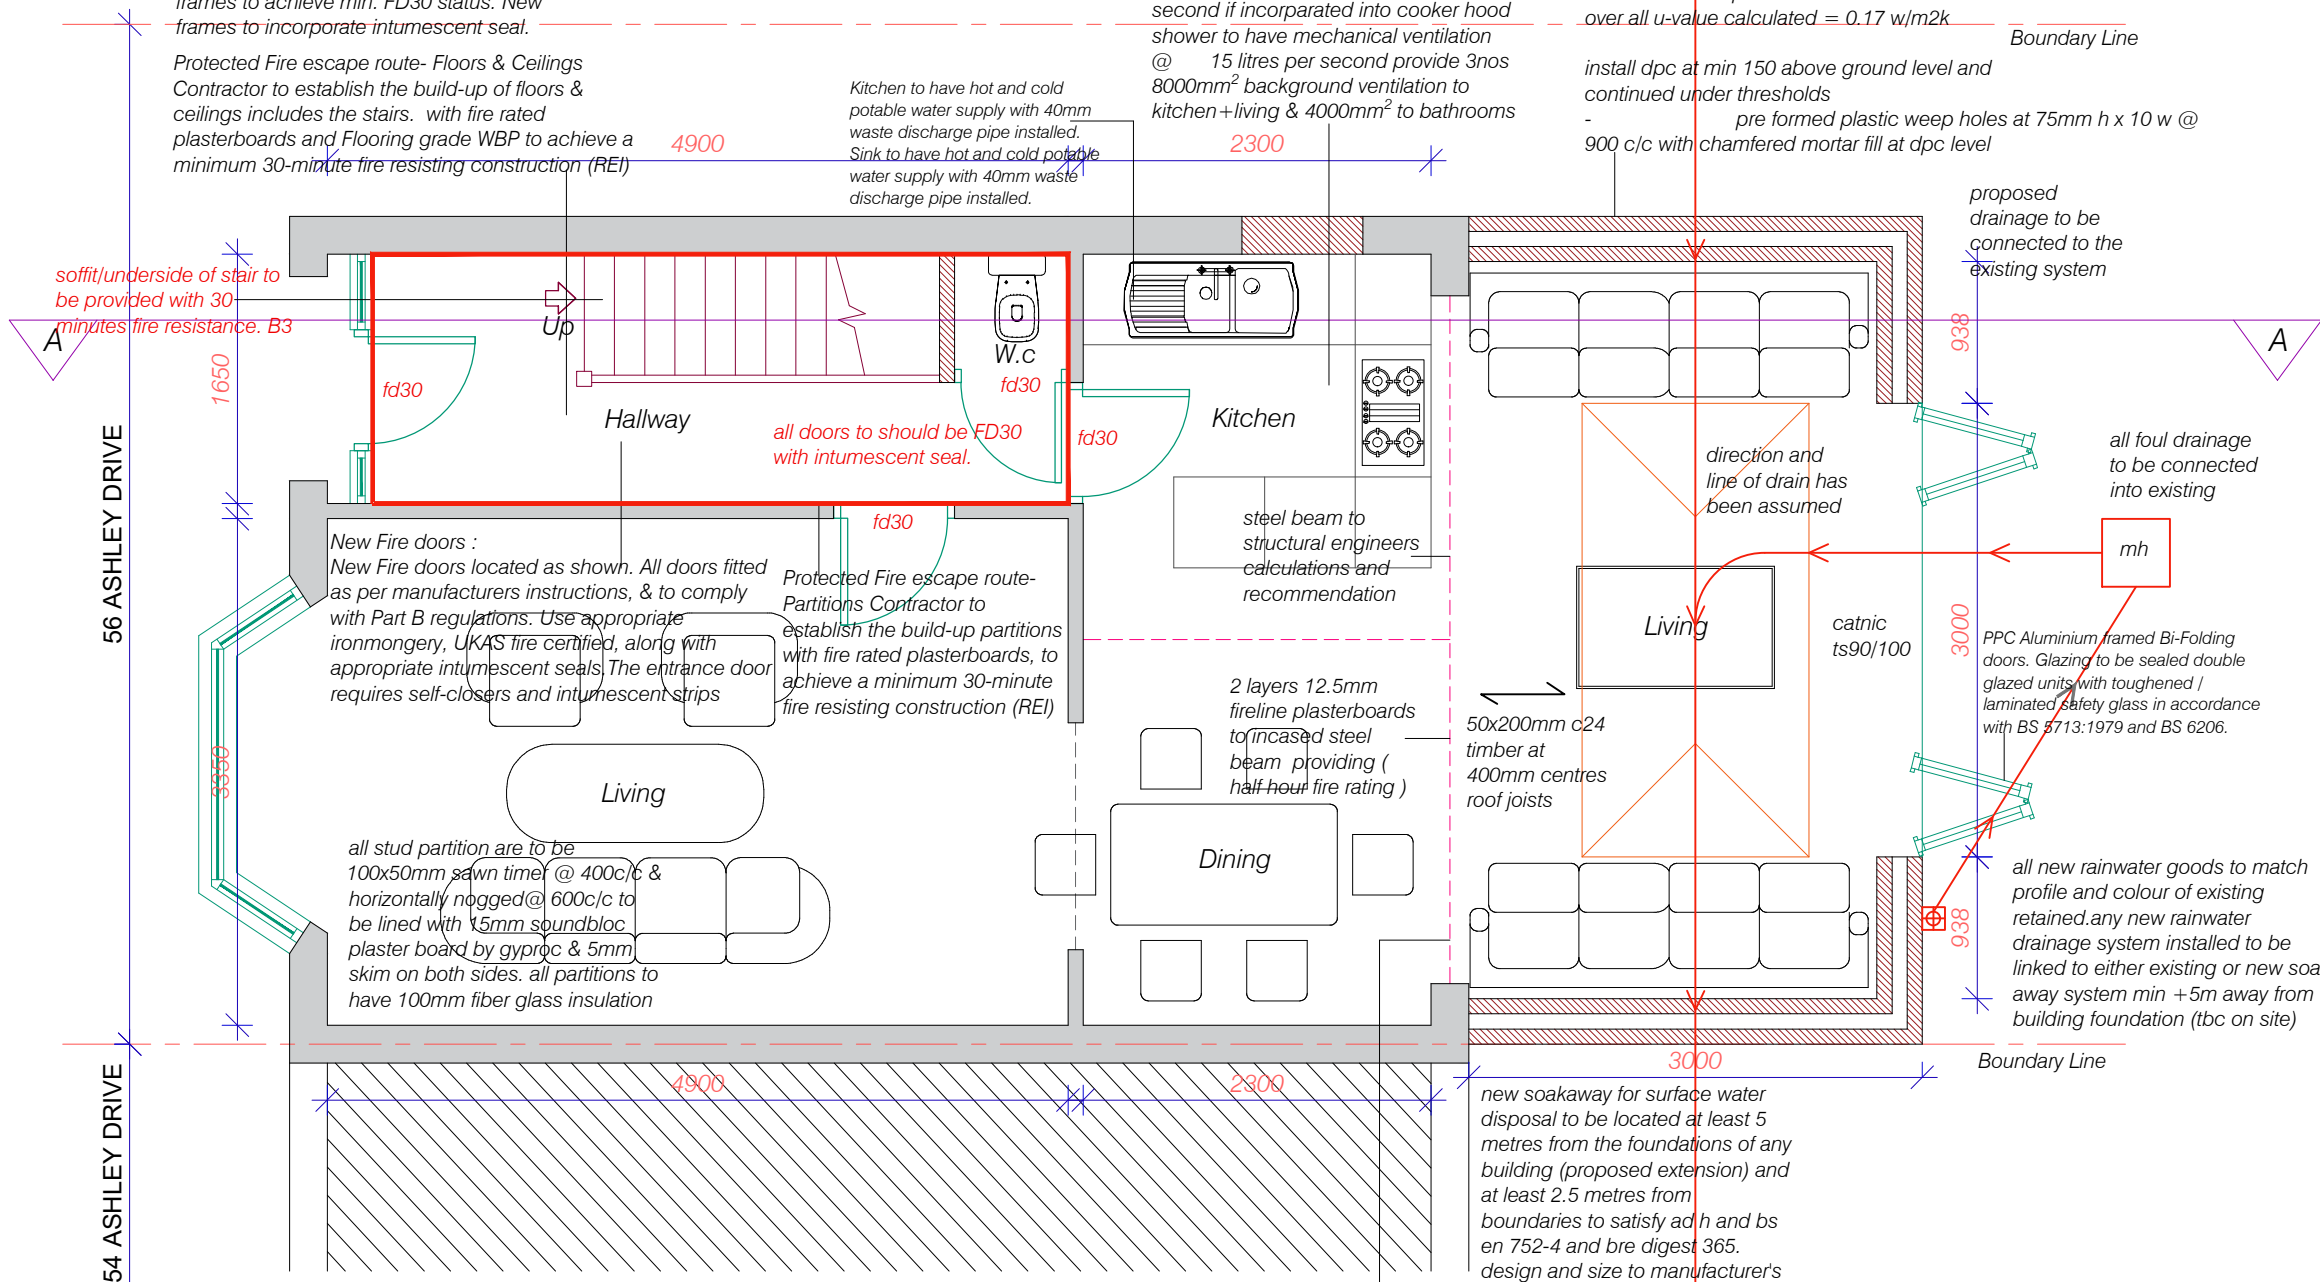 frames to achieve min. FD30 status. New
frames to incorporate intumescent seal.
Protected Fire escape route- Floors & Ceilings
Contractor to establish the build-up of floors &
ceilings includes the stairs. with fire rated
plasterboards and Flooring grade WBP to achieve a
minimum 30-minute fire resisting construction (REI)
Kitchen to have hot and cold
potable water supply with 40mm
waste discharge pipe installed.
Sink to have hot and cold potable
water supply with 40mm waste
discharge pipe installed.
second if incorparated into cooker hood
shower to have mechanical ventilation
@ 15 litres per second provide 3nos
8000mm² background ventilation to
kitchen+living & 4000mm² to bathrooms
over all u-value calculated = 0.17 w/m2k
install dpc at min 150 above ground level and
continued under thresholds
- pre formed plastic weep holes at 75mm h x 10 w @
900 c/c with chamfered mortar fill at dpc level
Boundary Line
proposed
drainage to be
connected to the
existing system
4900
2300
soffit/underside of stair to
be provided with 30
minutes fire resistance. B3
A
A
1650
Up
W.c
fd30
fd30
fd30
fd30
Hallway
all doors to should be FD30
with intumescent seal.
Kitchen
938
direction and
line of drain has
been assumed
all foul drainage
to be connected
into existing
mh
56 ASHLEY DRIVE
New Fire doors :
New Fire doors located as shown. All doors fitted
as per manufacturers instructions, & to comply
with Part B regulations. Use appropriate
ironmongery, UKAS fire certified, along with
appropriate intumescent seals.The entrance door
requires self-closers and intumescent strips
Protected Fire escape route-
Partitions Contractor to
establish the build-up partitions
with fire rated plasterboards, to
achieve a minimum 30-minute
fire resisting construction (REI)
steel beam to
structural engineers
calculations and
recommendation
Living
catnic
ts90/100
3000
PPC Aluminium framed Bi-Folding
doors. Glazing to be sealed double
glazed units with toughened /
laminated safety glass in accordance
with BS 5713:1979 and BS 6206.
2 layers 12.5mm
fireline plasterboards
to incased steel
beam providing (
half hour fire rating )
50x200mm c24
timber at
400mm centres
roof joists
3350
Living
Dining
all stud partition are to be
100x50mm sawn timer @ 400c/c &
horizontally nogged@ 600c/c to
be lined with 15mm soundbloc
plaster board by gyproc & 5mm
skim on both sides. all partitions to
have 100mm fiber glass insulation
938
all new rainwater goods to match
profile and colour of existing
retained.any new rainwater
drainage system installed to be
linked to either existing or new soa
away system min +5m away from
building foundation (tbc on site)
Boundary Line
4900
2300
3000
54 ASHLEY DRIVE
new soakaway for surface water
disposal to be located at least 5
metres from the foundations of any
building (proposed extension) and
at least 2.5 metres from
boundaries to satisfy ad h and bs
en 752-4 and bre digest 365.
design and size to manufacturer's